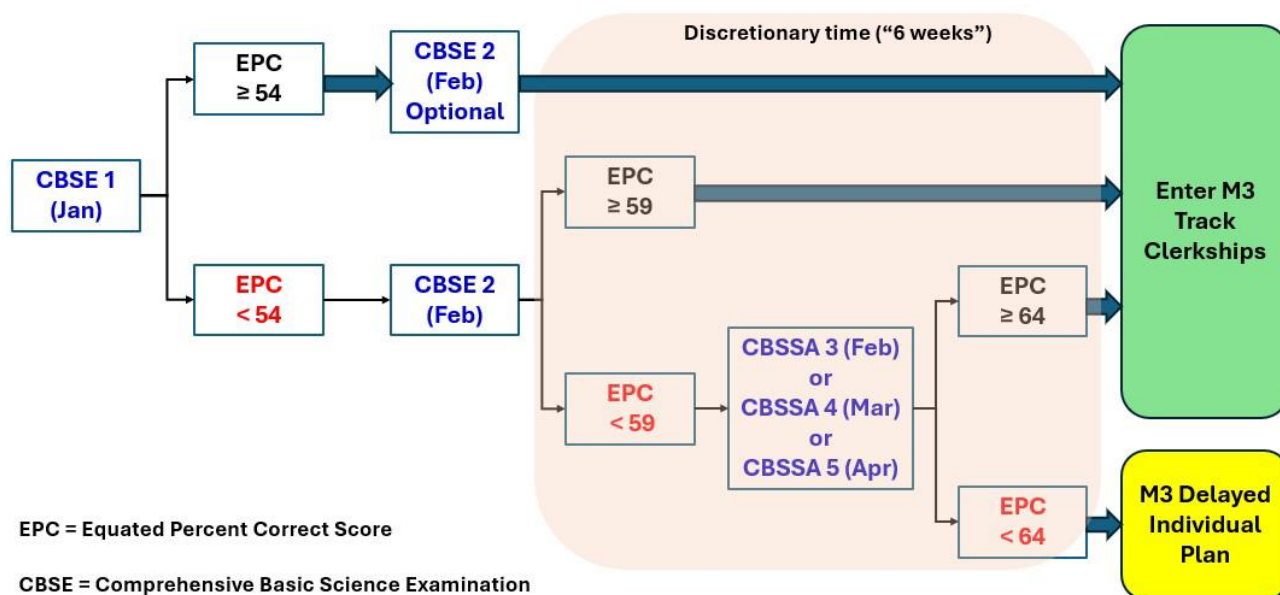 Discretionary time (“6 weeks”)
CBSE 1
(Jan)
EPC
≥ 54
CBSE 2
(Feb)
Optional
EPC
< 54
CBSE 2
(Feb)
EPC
≥ 59
EPC
< 59
CBSSA 3 (Feb)
or
CBSSA 4 (Mar)
or
CBSSA 5 (Apr)
EPC
≥ 64
EPC
< 64
Enter M3
Track
Clerkships
M3 Delayed
Individual
Plan
EPC = Equated Percent Correct Score
CBSE = Comprehensive Basic Science Examination